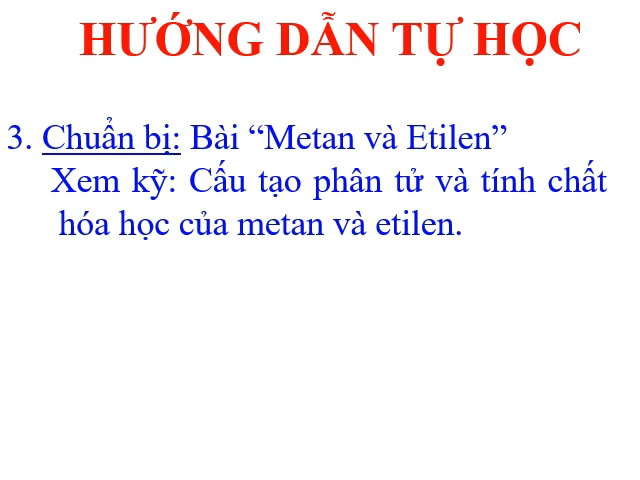 HƯỚNG DẪN TỰ HỌC
3. Chuẩn bị: Bài “Metan và Etilen”
Xem kỹ: Cấu tạo phân tử và tính chất
hóa học của metan và etilen.